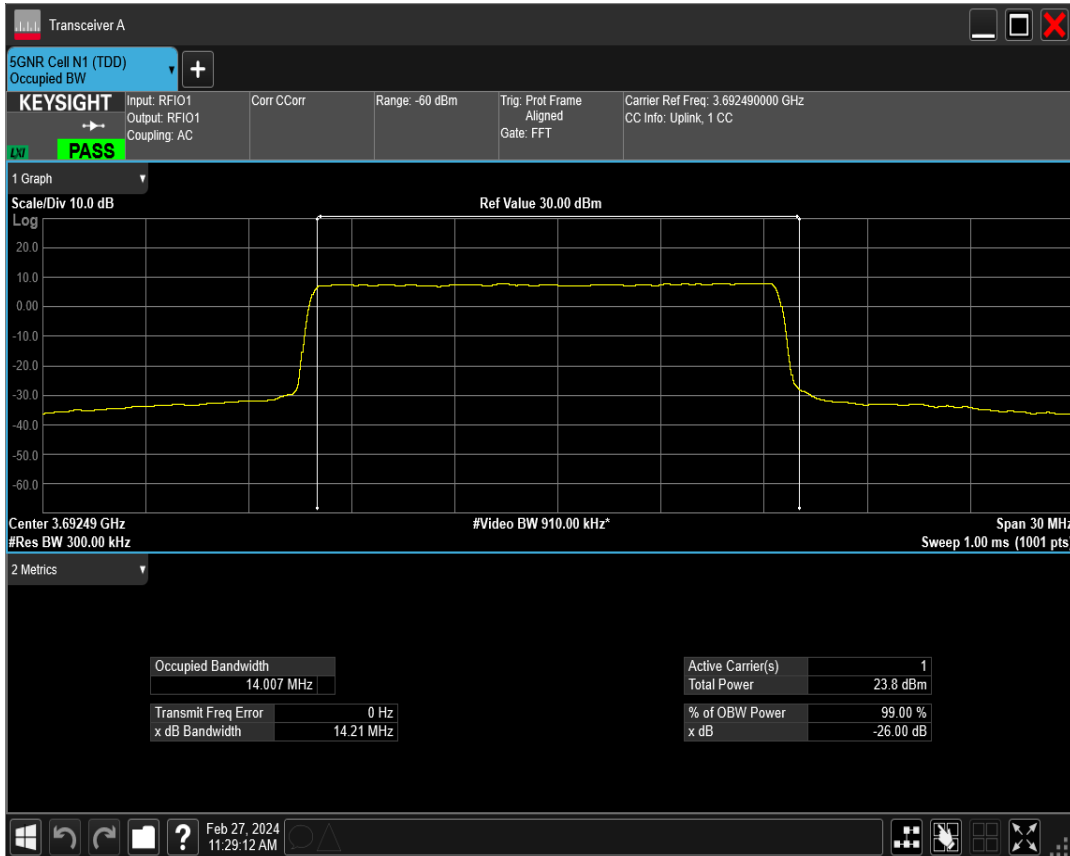 Transceiver A
5GNR Cell N1 (TDD)
Occupied BW
+
KEYSIGHT
LXI
PASS
Input: RFIO1
Output: RFIO1
Coupling: AC
Corr CCorr
Range: -60 dBm
Trig: Prot Frame
Aligned
Gate: FFT
Carrier Ref Freq: 3.692490000 GHz
CC Info: Uplink, 1 CC
1 Graph
Scale/Div 10.0 dB
Ref Value 30.00 dBm
Log
20.0
10.0
0.00
-10.0
-20.0
-30.0
-40.0
-50.0
-60.0
Center 3.69249 GHz
#Video BW 910.00 kHz*
Span 30 MHz
#Res BW 300.00 kHz
Sweep 1.00 ms (1001 pts)
2 Metrics
Occupied Bandwidth
14.007 MHz
Transmit Freq Error 0 Hz
x dB Bandwidth 14.21 MHz
Active Carrier(s) 1
Total Power 23.8 dBm
% of OBW Power 99.00 %
x dB -26.00 dB
?
Feb 27, 2024
11:29:12 AM